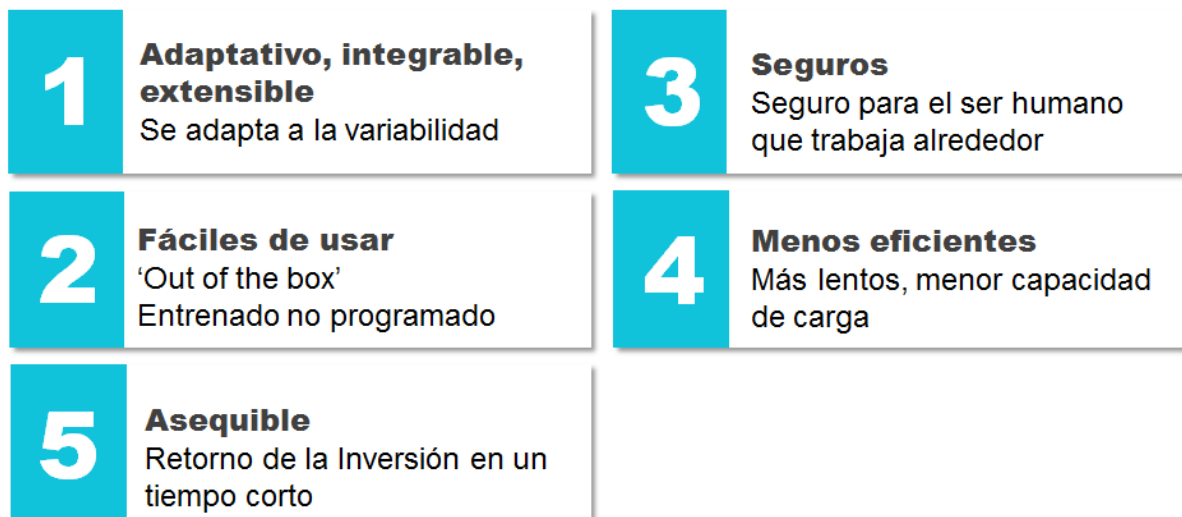 1
Adaptativo, integrable,
extensible
Se adapta a la variabilidad
2
Fáciles de usar
‘Out of the box’
Entrenado no programado
3
Seguros
Seguro para el ser humano
que trabaja alrededor
4
Menos eficientes
Más lentos, menor capacidad
de carga
5
Asequible
Retorno de la Inversión en un
tiempo corto